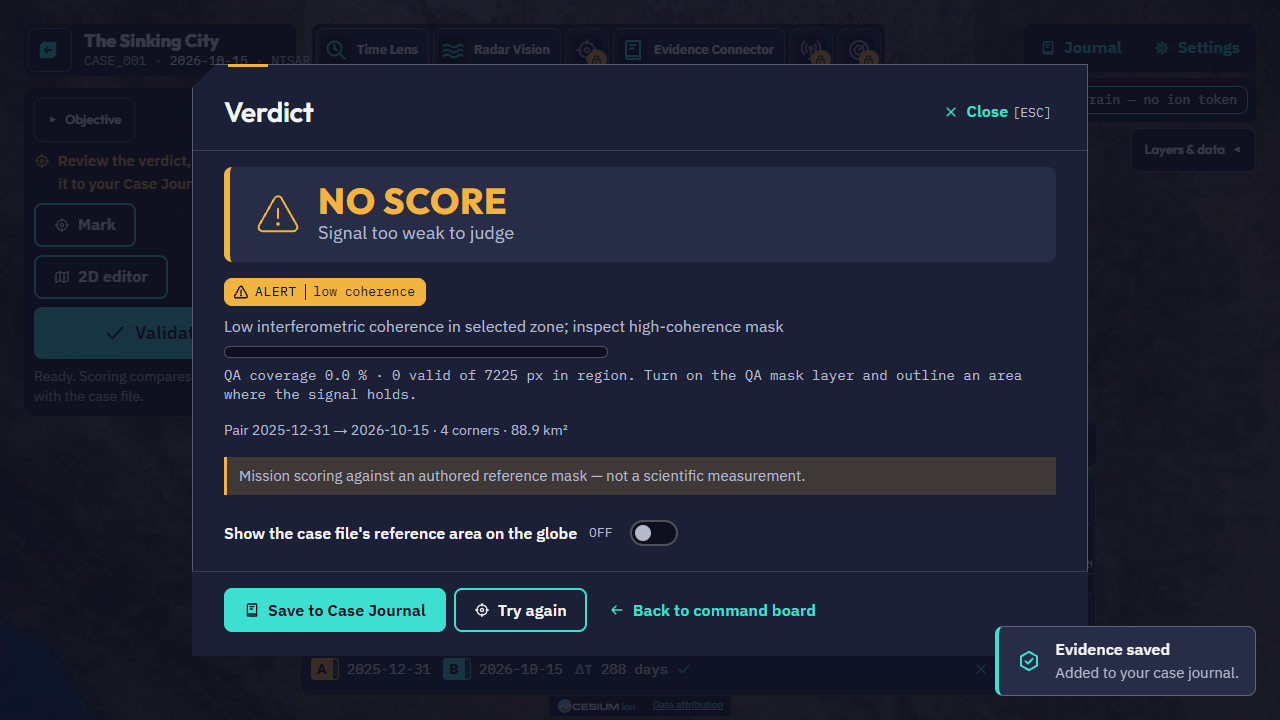 The Sinking City
CASE_001 · 2026-10-15 · NISAR
Time Lens
Radar Vision
Evidence Connector
Journal
Settings
Objective
Review the verdict,
it to your Case Jour
Mark
2D editor
Validat
Ready. Scoring compares
with the case file.
rain — no ion token
Layers & data
Verdict
Close [ESC]
NO SCORE
Signal too weak to judge
ALERT | low coherence
Low interferometric coherence in selected zone; inspect high-coherence mask
QA coverage 0.0 % · 0 valid of 7225 px in region. Turn on the QA mask layer and outline an area
where the signal holds.
Pair 2025-12-31 → 2026-10-15 · 4 corners · 88.9 km²
Mission scoring against an authored reference mask — not a scientific measurement.
Show the case file's reference area on the globe OFF
Save to Case Journal
Try again
← Back to command board
Evidence saved
Added to your case journal.
A 2025-12-31 B 2026-10-15 ΔT 288 days ✓
CESIUM ion Data attribution